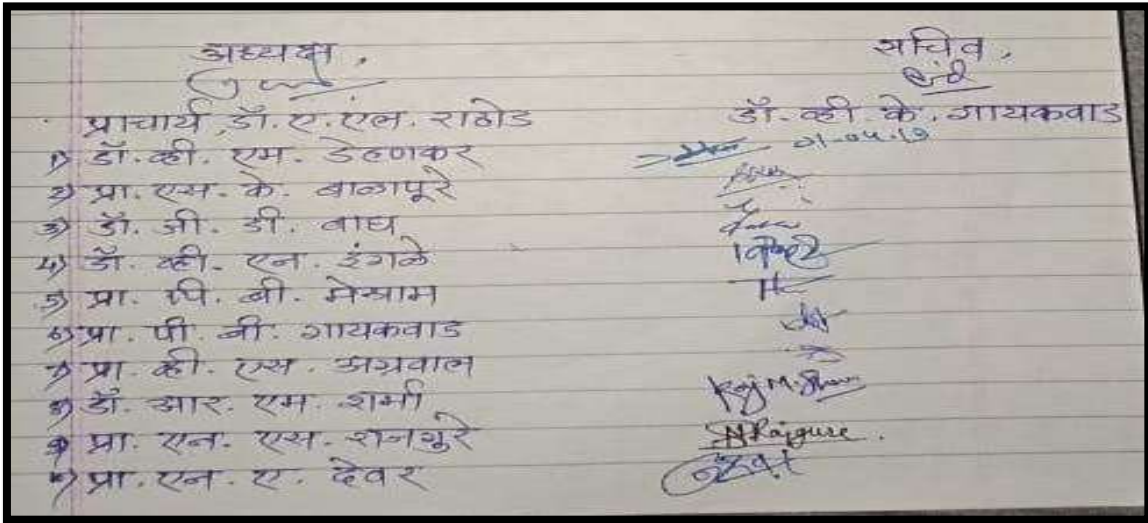 अध्यक्ष, सचिव,
प्राचार्य डॉ. ए. एल. राठोड डॉ. व्ही. के. गायकवाड
1) डॉ. व्ही. एम. डेहणकर
2) प्रा. एस. के. बाळापूरे
3) डॉ. जी. डी. वाघ
4) डॉ. व्ही. एन. इंगळे
5) प्रा. पी. बी. मेश्राम
6) प्रा. पी. बी. गायकवाड
7) प्रा. व्ही. एस. अग्रवाल
8) डॉ. आर. एम. शर्मा
9) प्रा. एन. एस. राजगुरे NRajgure.
10) प्रा. एन. ए. देवर